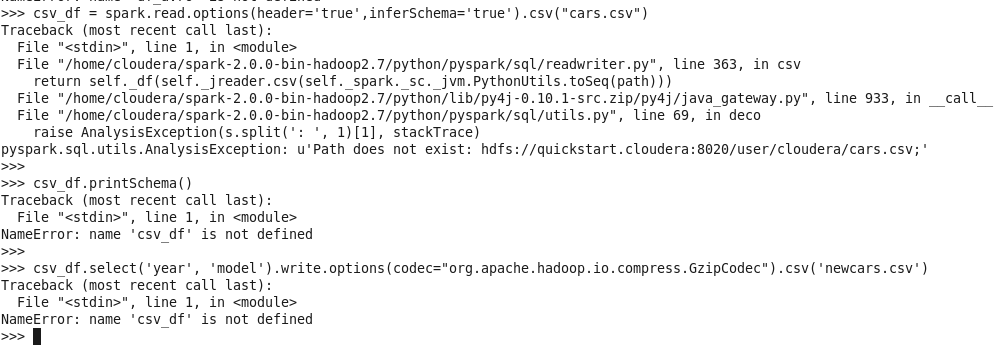 >>> csv_df = spark.read.options(header='true',inferSchema='true').csv("cars.csv")
Traceback (most recent call last):
  File "<stdin>", line 1, in <module>
  File "/home/cloudera/spark-2.0.0-bin-hadoop2.7/python/pyspark/sql/readwriter.py", line 363, in csv
    return self._df(self._jreader.csv(self._spark._sc._jvm.PythonUtils.toSeq(path)))
  File "/home/cloudera/spark-2.0.0-bin-hadoop2.7/python/lib/py4j-0.10.1-src.zip/py4j/java_gateway.py", line 933, in __call__
  File "/home/cloudera/spark-2.0.0-bin-hadoop2.7/python/pyspark/sql/utils.py", line 69, in deco
    raise AnalysisException(s.split(': ', 1)[1], stackTrace)
pyspark.sql.utils.AnalysisException: u'Path does not exist: hdfs://quickstart.cloudera:8020/user/cloudera/cars.csv;'
>>>
>>> csv_df.printSchema()
Traceback (most recent call last):
  File "<stdin>", line 1, in <module>
NameError: name 'csv_df' is not defined
>>>
>>> csv_df.select('year', 'model').write.options(codec="org.apache.hadoop.io.compress.GzipCodec").csv('newcars.csv')
Traceback (most recent call last):
  File "<stdin>", line 1, in <module>
NameError: name 'csv_df' is not defined
>>>